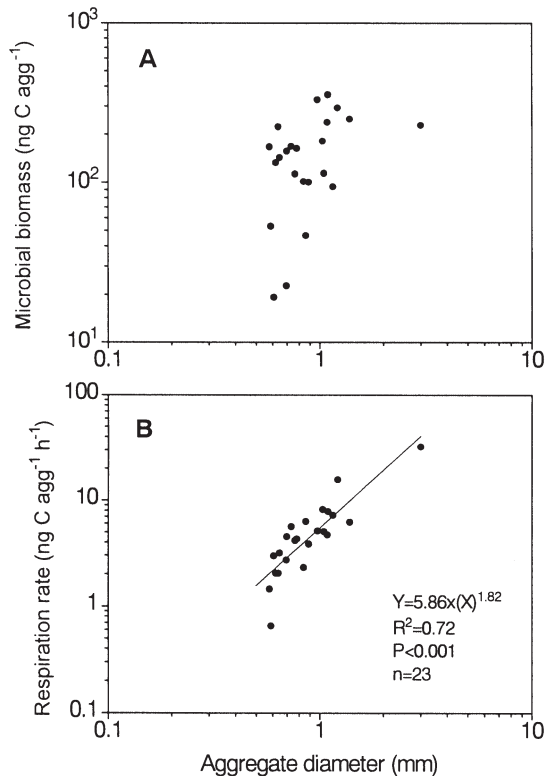 A
Microbial biomass (ng C agg⁻¹)
10³
10²
10¹
0.1 1 10
B
Respiration rate (ng C agg⁻¹ h⁻¹)
100
10
1
0.1
Y=5.86x(X)¹·⁸²
R²=0.72
P<0.001
n=23
0.1 1 10
Aggregate diameter (mm)